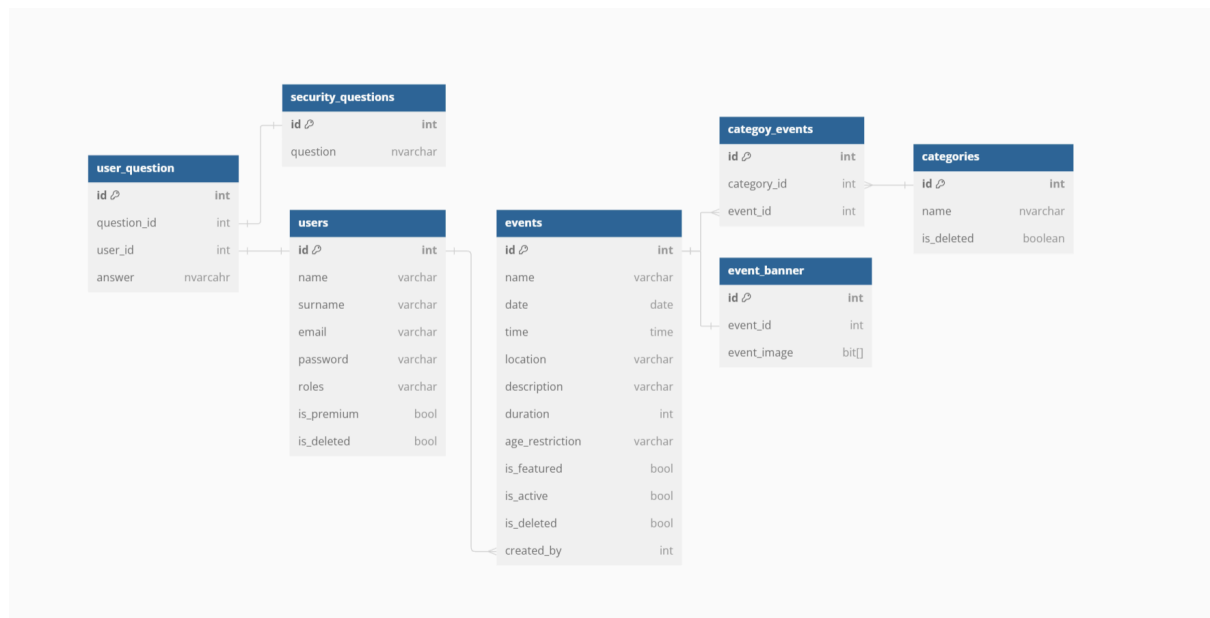 security_questions
id int
question nvarchar
user_question
id int
question_id int
user_id int
answer nvarcahr
users
id int
name varchar
surname varchar
email varchar
password varchar
roles varchar
is_premium bool
is_deleted bool
events
id int
name varchar
date date
time time
location varchar
description varchar
duration int
age_restriction varchar
is_featured bool
is_active bool
is_deleted bool
created_by int
categoy_events
id int
category_id int
event_id int
event_banner
id int
event_id int
event_image bit[]
categories
id int
name nvarchar
is_deleted boolean